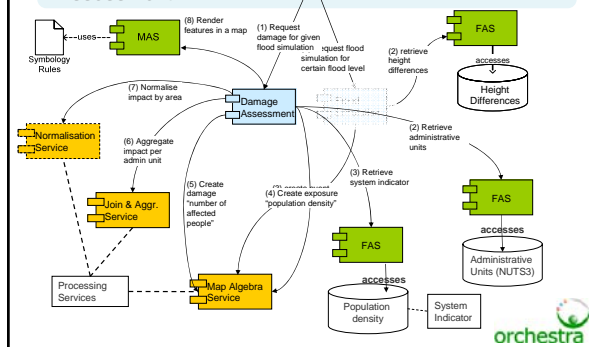 (8) Render
features in a map
(1) Request
damage for given
flood simulation
request flood
simulation for
certain flood level
(2) retrieve
height
differences
FAS
accesses
Height
Differences
MAS
uses
Symbology
Rules
(7) Normalise
impact by area
Damage
Assessment
Normalisation
Service
(6) Aggregate
impact per
admin unit
(2) Retrieve
administrative
units
(5) Create
damage
"number of
affected
people"
(4) Create exposure
"population density"
(3) Retrieve
system indicator
Join & Aggr.
Service
FAS
accesses
Administrative
Units (NUTS3)
FAS
accesses
Processing
Services
Map Algebra
Service
Population
density
System
Indicator
orchestra